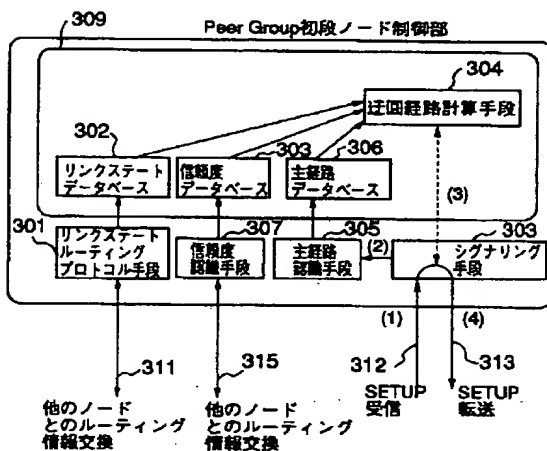 309
Peer Group初段ノード制御部
304
迂回経路計算手段
302
303
306
リンクステート
データベース
信頼度
データベース
主経路
データベース
(3)
301
307
305
303
リンクステート
ルーティング
プロトコル手段
信頼度
認識手段
主経路
認識手段
(2)
シグナリング
手段
(1)
(4)
311
315
312
313
他のノード
とのルーティング
情報交換
他のノード
とのルーティング
情報交換
SETUP
受信
SETUP
転送